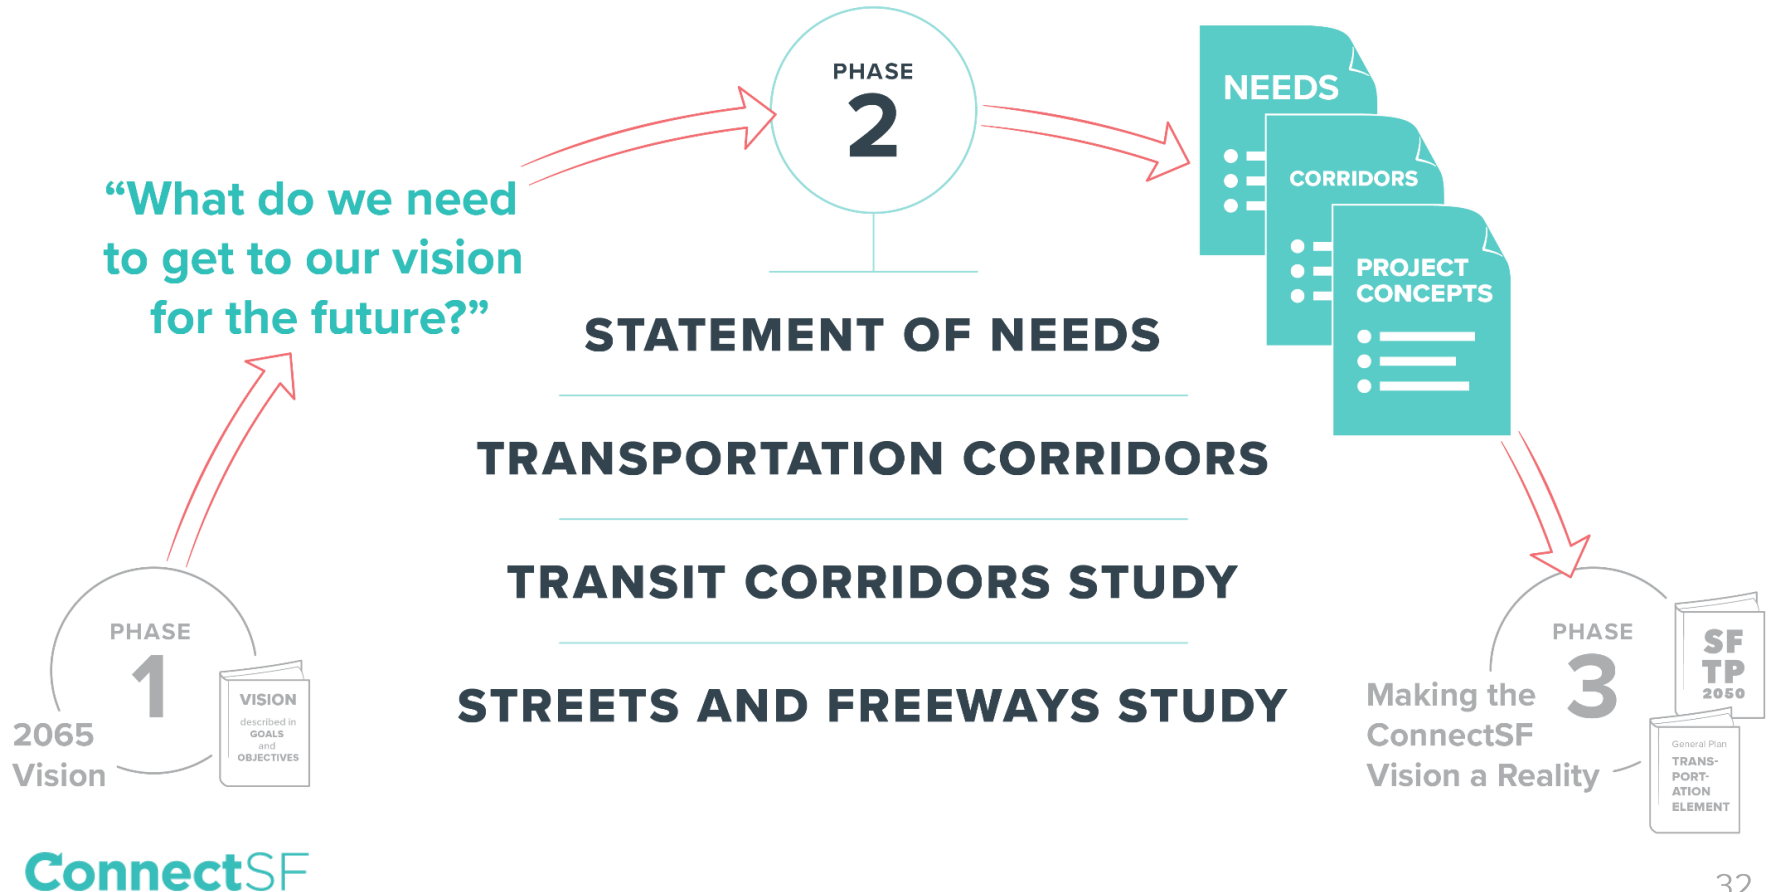 PHASE
2
“What do we need
to get to our vision
for the future?”
NEEDS
CORRIDORS
PROJECT
CONCEPTS
STATEMENT OF NEEDS
TRANSPORTATION CORRIDORS
TRANSIT CORRIDORS STUDY
STREETS AND FREEWAYS STUDY
PHASE
1
2065
Vision
VISION
described in
GOALS
and
OBJECTIVES
PHASE
3
Making the
ConnectSF
Vision a Reality
SF
TP
2050
General Plan
TRANS-
PORT-
ATION
ELEMENT
ConnectSF
32